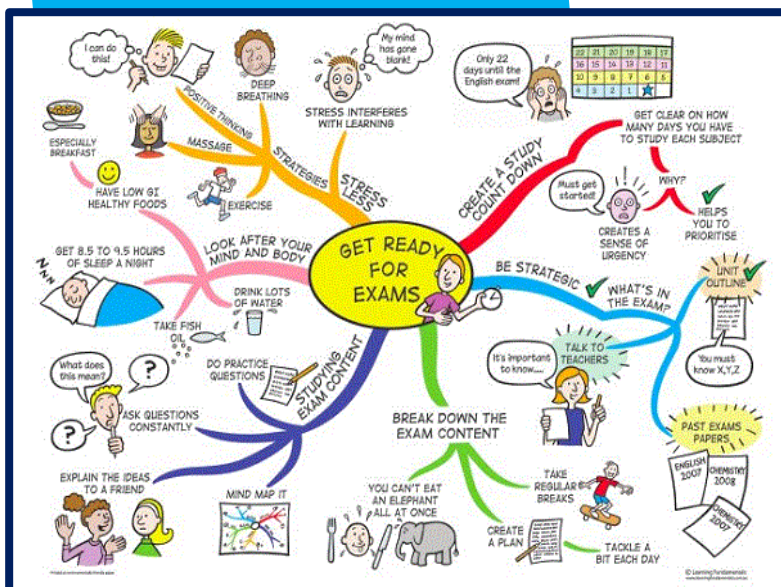 GET READY
FOR
EXAMS
CREATE A STUDY
COUNT DOWN
Only 22
days until the
English exam!
22 21 20 19 18 17
16 15 14 13 12 11
10 9 8 7 6 5
4 3 2 1
GET CLEAR ON HOW
MANY DAYS YOU HAVE
TO STUDY EACH SUBJECT
WHY?
Must get
started!
CREATES A
SENSE OF
URGENCY
HELPS
YOU TO
PRIORITISE
BE STRATEGIC
WHAT'S IN
THE EXAM?
UNIT
OUTLINE
You must
know X,Y,Z
TALK TO
TEACHERS
It's important
to know....
PAST EXAMS
PAPERS
ENGLISH
2007
CHEMISTRY
2008
CHEMISTRY
2007
BREAK DOWN THE
EXAM CONTENT
TAKE
REGULAR
BREAKS
CREATE
A PLAN
TACKLE A
BIT EACH DAY
YOU CAN'T EAT
AN ELEPHANT
ALL AT ONCE
STUDYING
EXAM CONTENT
DO PRACTICE
QUESTIONS
What does
this mean?
?
?
ASK QUESTIONS
CONSTANTLY
EXPLAIN THE IDEAS
TO A FRIEND
MIND MAP IT
LOOK AFTER YOUR
MIND AND BODY
ESPECIALLY
BREAKFAST
HAVE LOW GI
HEALTHY FOODS
GET 8.5 TO 9.5 HOURS
OF SLEEP A NIGHT
ZZZ
DRINK LOTS
OF WATER
TAKE FISH
OIL
STRESS
LESS
STRATEGIES
I can do
this!
POSITIVE THINKING
DEEP
BREATHING
MASSAGE
EXERCISE
My mind
has gone
blank!
STRESS INTERFERES
WITH LEARNING
© Learning Fundamentals
www.learningfundamentals.com.au